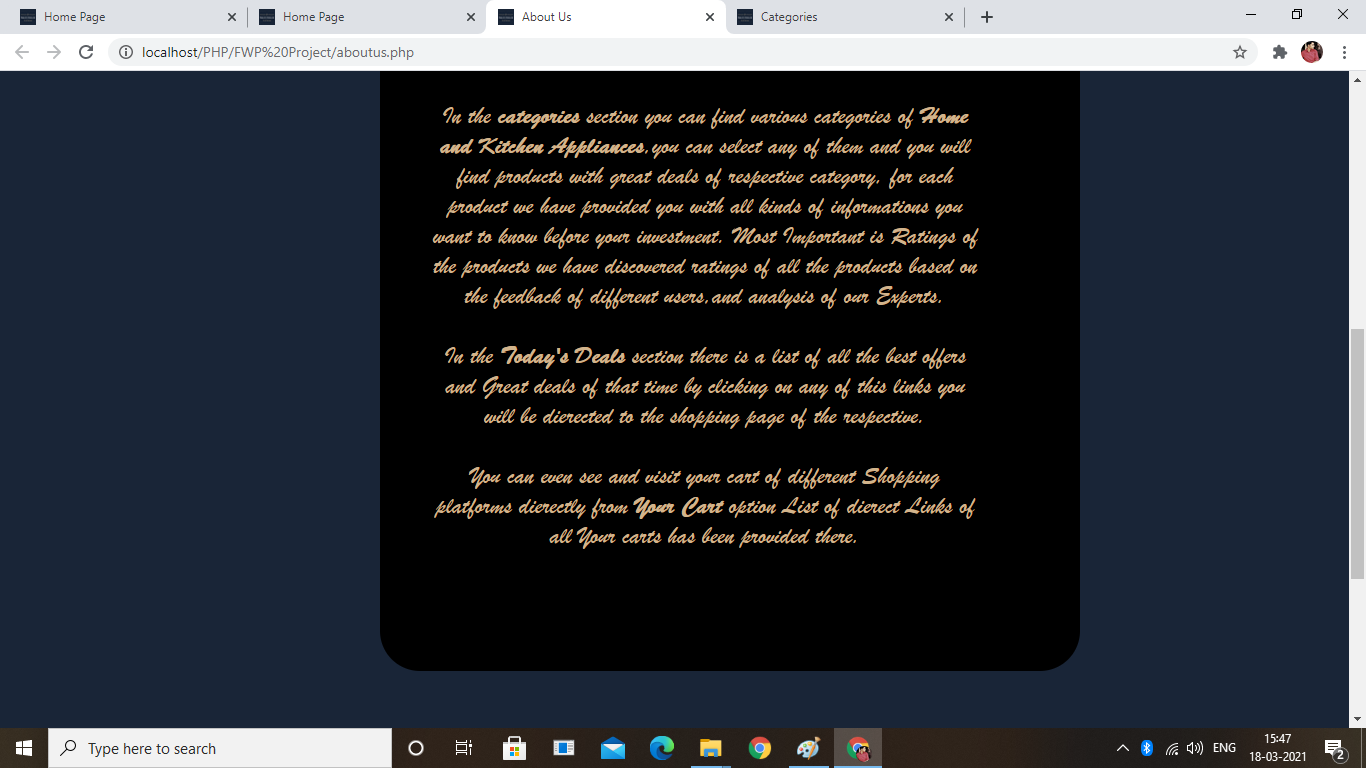 Home Page
Home Page
About Us
Categories
localhost/PHP/FWP%20Project/aboutus.php
In the categories section you can find various categories of Home
and Kitchen Appliances,you can select any of them and you will
find products with great deals of respective category, for each
product we have provided you with all kinds of informations you
want to know before your investment. Most Important is Ratings of
the products we have discovered ratings of all the products based on
the feedback of different users,and analysis of our Experts.
In the Today's Deals section there is a list of all the best offers
and Great deals of that time by clicking on any of this links you
will be dierected to the shopping page of the respective.
You can even see and visit your cart of different Shopping
platforms dierectly from Your Cart option List of dierect Links of
all Your carts has been provided there.
Type here to search
ENG
15:47
18-03-2021
2